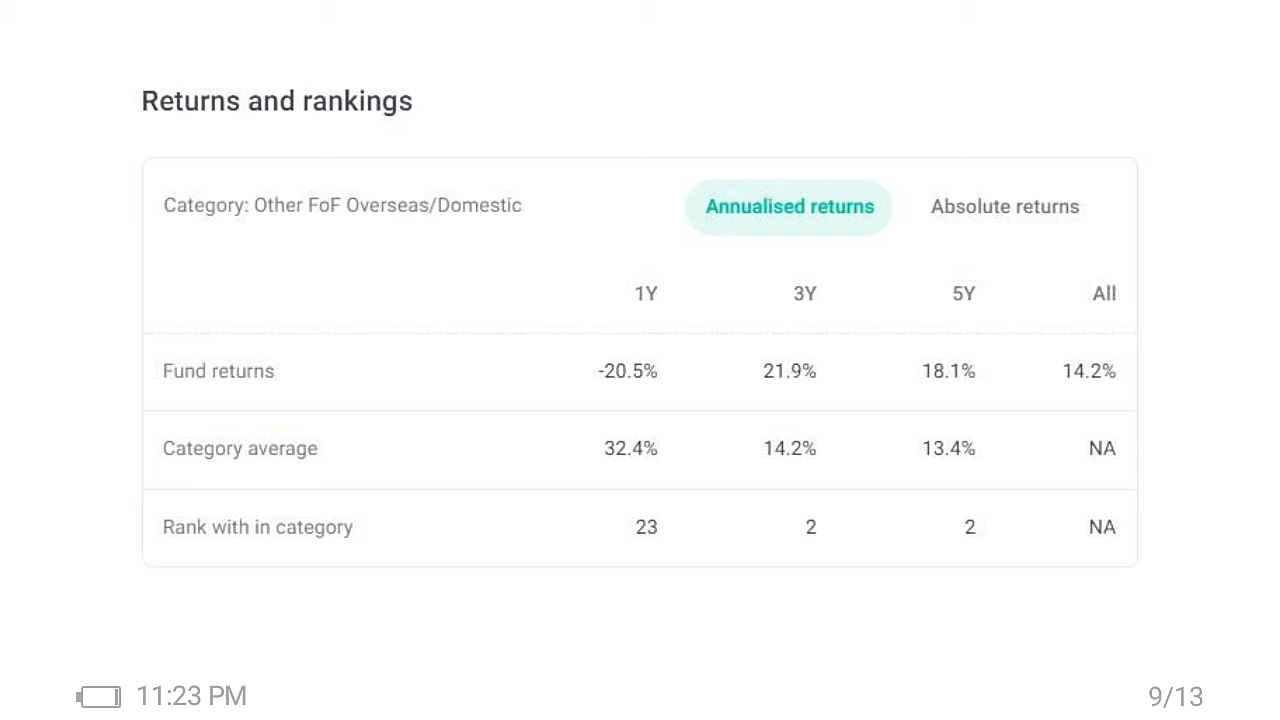 Returns and rankings
Category: Other FoF Overseas/Domestic Annualised returns Absolute returns
1Y 3Y 5Y All
Fund returns -20.5% 21.9% 18.1% 14.2%
Category average 32.4% 14.2% 13.4% NA
Rank with in category 23 2 2 NA
11:23 PM 9/13